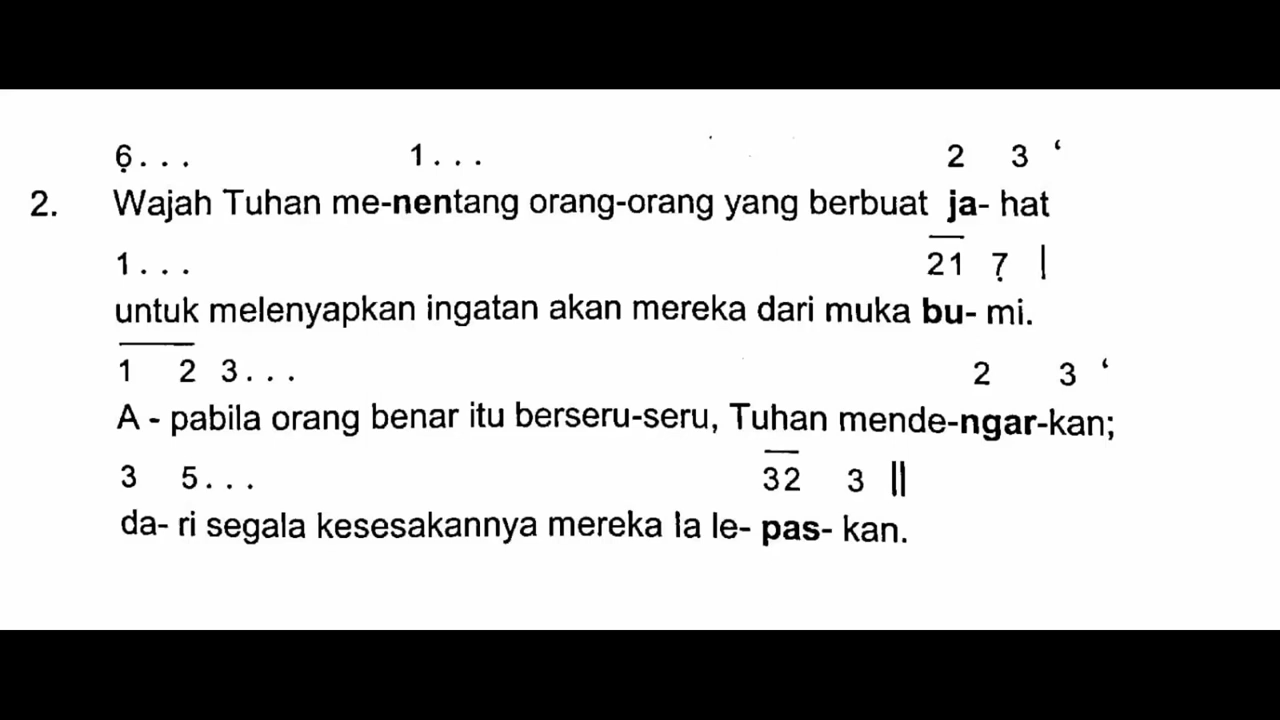 6̣ . . . 1 . . . 2 3 ‘
2. Wajah Tuhan me-nentang orang-orang yang berbuat ja- hat
1 . . . 21 7̣ |
untuk melenyapkan ingatan akan mereka dari muka bu- mi.
1 2 3 . . . 2 3 ‘
A - pabila orang benar itu berseru-seru, Tuhan mende-ngar-kan;
3 5 . . . 32 3 ||
da- ri segala kesesakannya mereka Ia le- pas- kan.